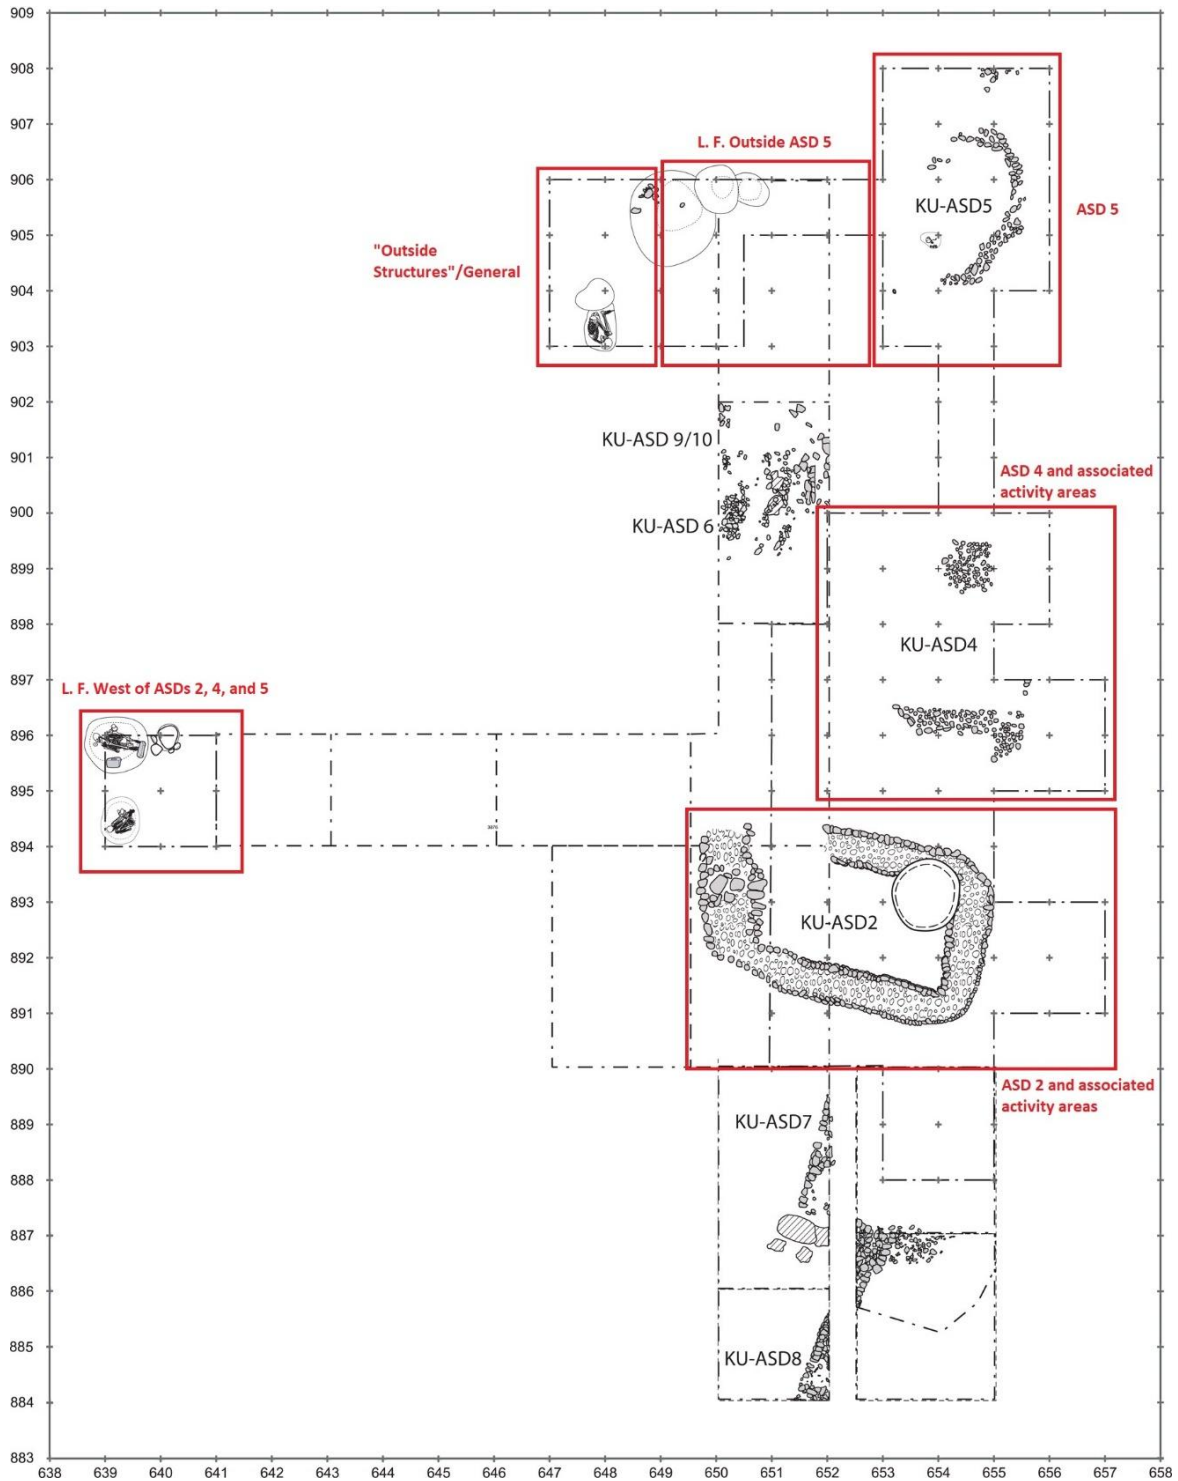 909
908
907
906
905
904
903
902
901
900
899
898
897
896
895
894
893
892
891
890
889
888
887
886
885
884
883
638 639 640 641 642 643 644 645 646 647 648 649 650 651 652 653 654 655 656 657 658
L. F. Outside ASD 5
KU-ASD5
ASD 5
"Outside
Structures"/General
KU-ASD 9/10
KU-ASD 6
ASD 4 and associated
activity areas
KU-ASD4
L. F. West of ASDs 2, 4, and 5
KU-ASD2
ASD 2 and associated
activity areas
KU-ASD7
KU-ASD8